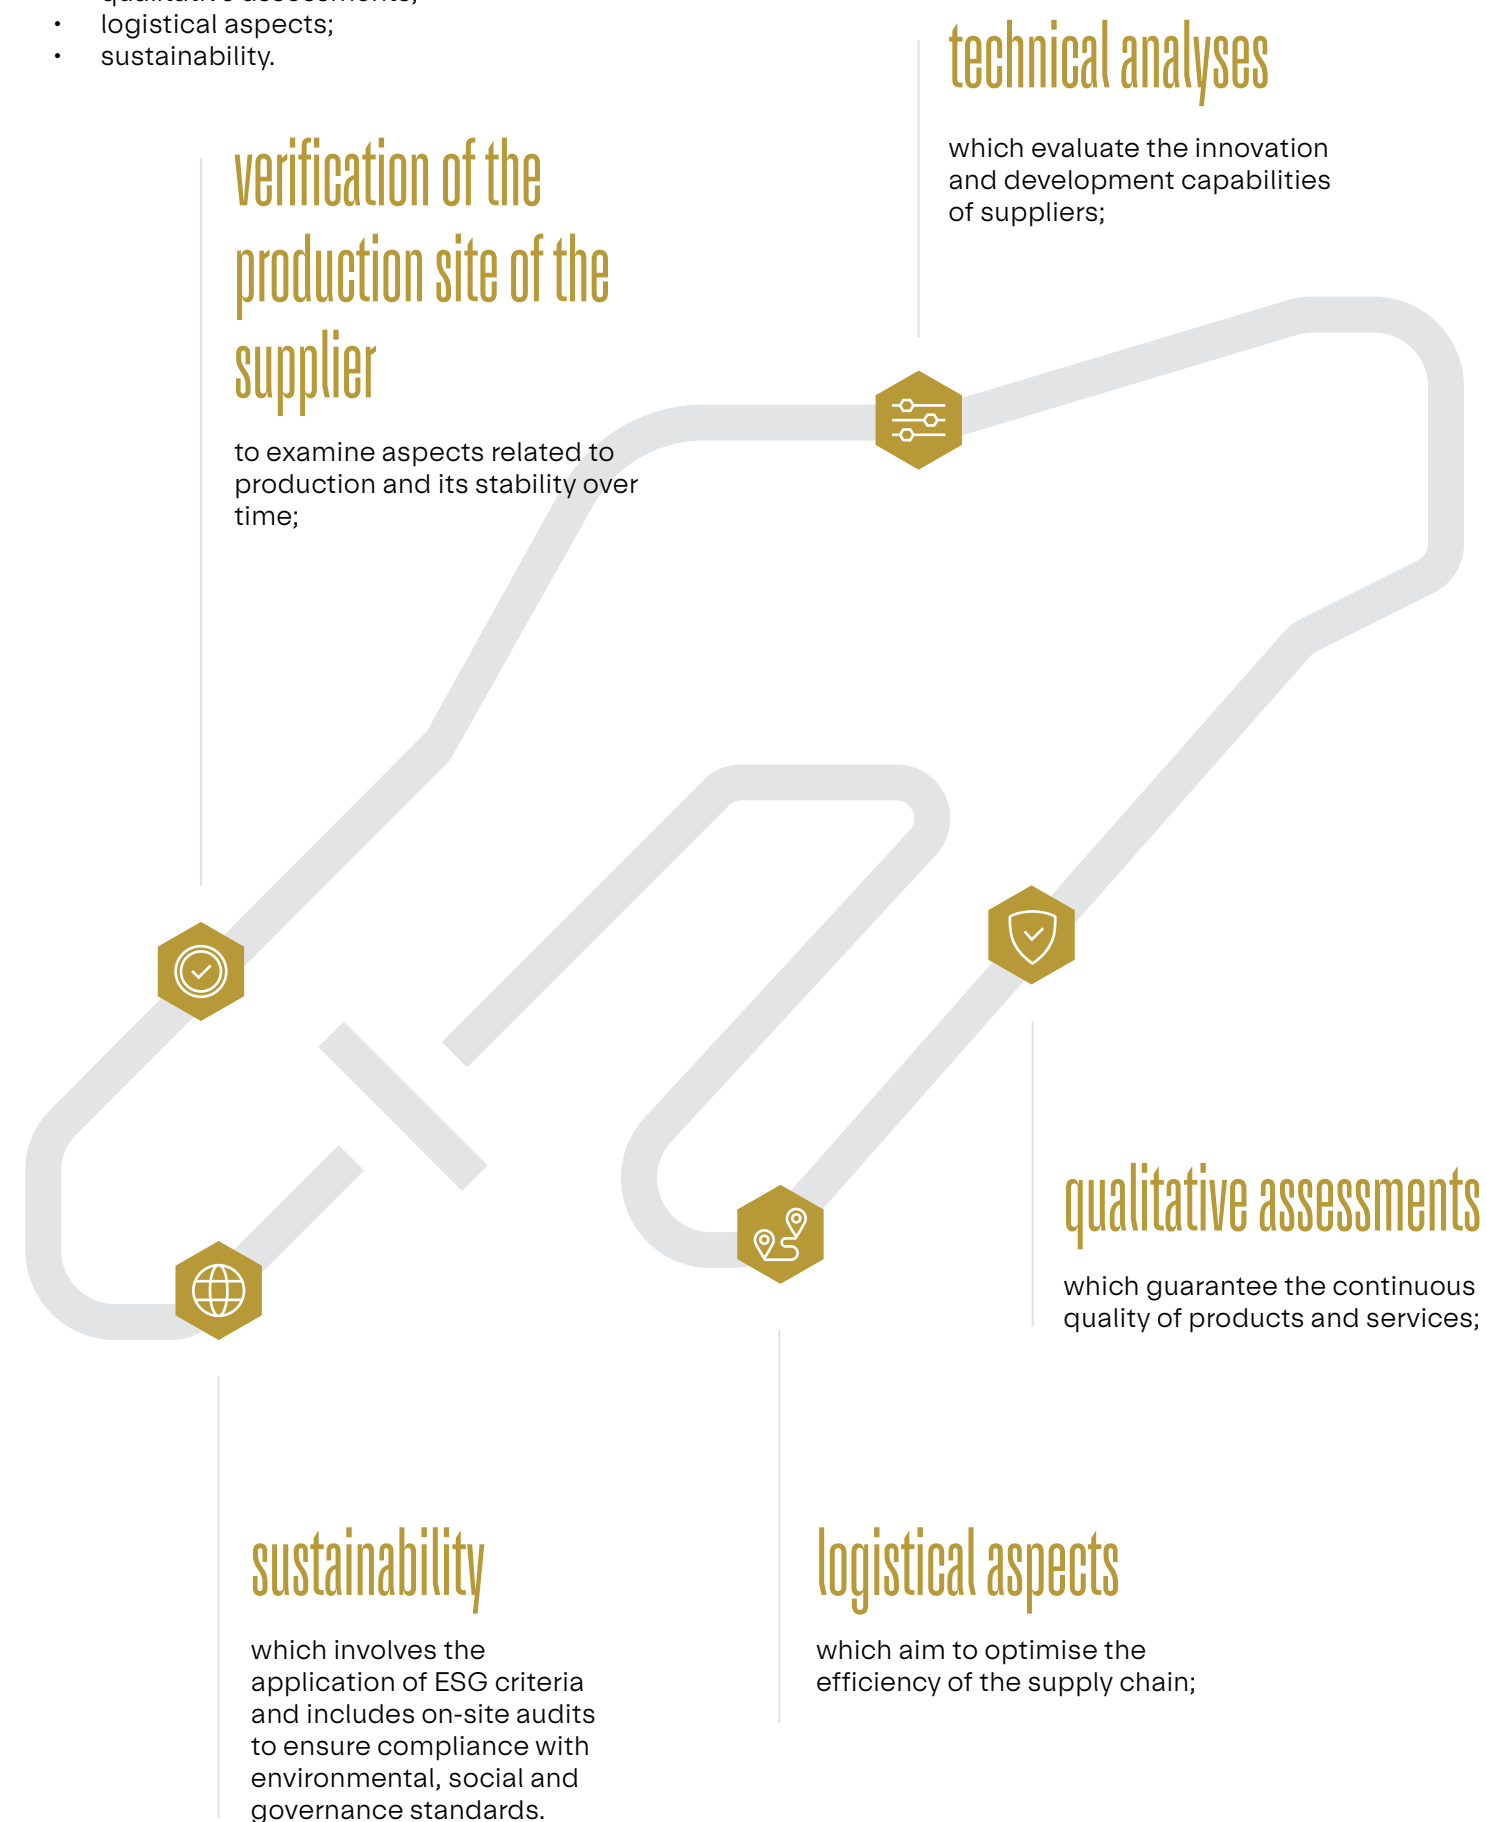 qualitative assessments;
• logistical aspects;
• sustainability.
verification of the
production site of the
supplier
to examine aspects related to
production and its stability over
time;
technical analyses
which evaluate the innovation
and development capabilities
of suppliers;
qualitative assessments
which guarantee the continuous
quality of products and services;
logistical aspects
which aim to optimise the
efficiency of the supply chain;
sustainability
which involves the
application of ESG criteria
and includes on-site audits
to ensure compliance with
environmental, social and
governance standards.